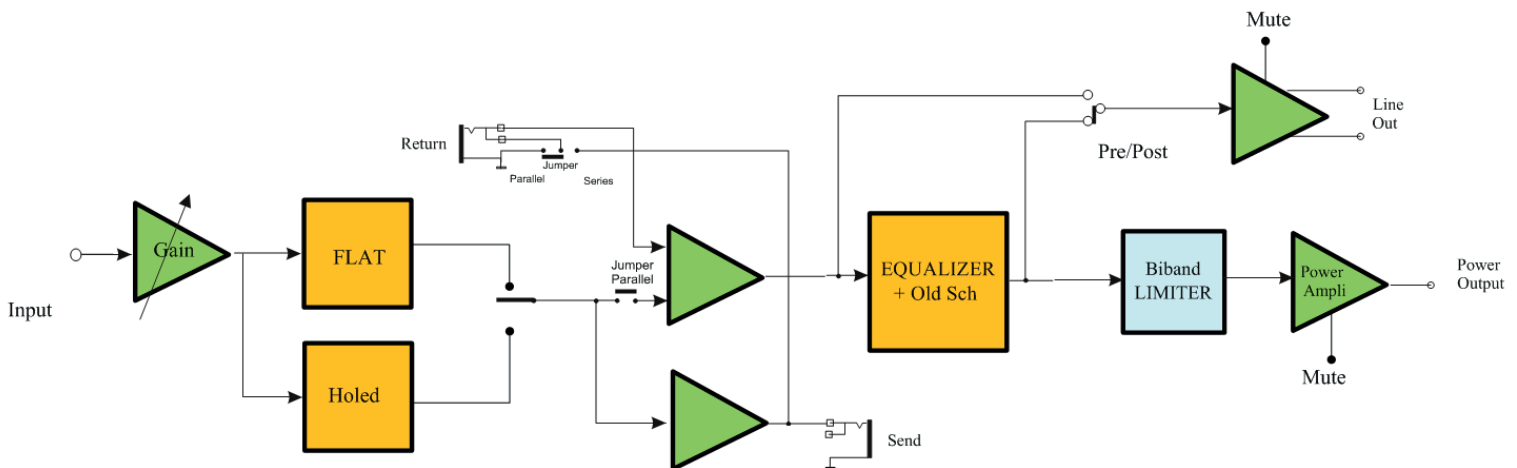 Mute
Line
Out
Return
Pre/Post
Jumper
Parallel
Series
Gain
FLAT
Jumper
Parallel
EQUALIZER
+ Old Sch
Biband
LIMITER
Power
Ampli
Power
Output
Input
Holed
Mute
Send